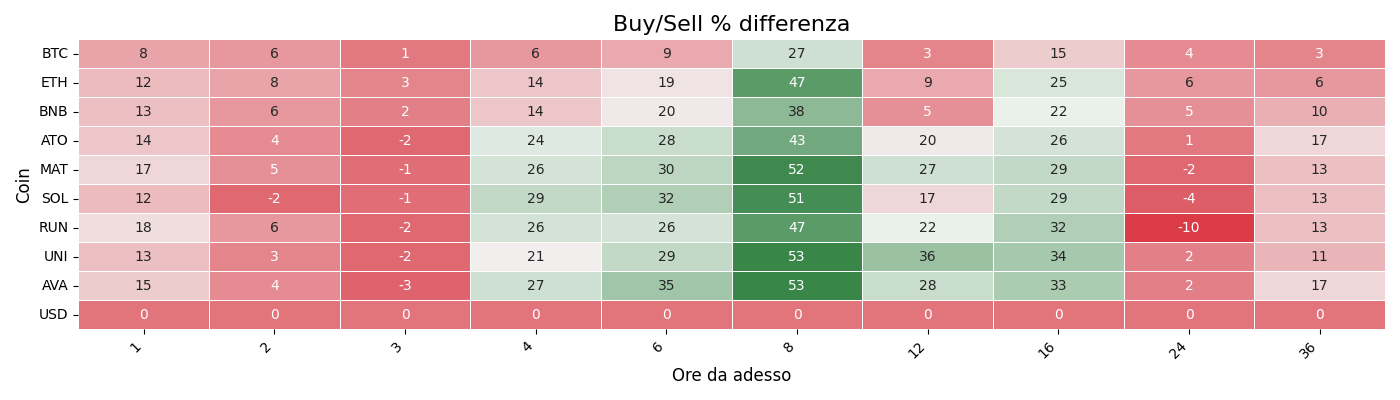 Buy/Sell % differenza
Coin
BTC 8 6 1 6 9 27 3 15 4 3
ETH 12 8 3 14 19 47 9 25 6 6
BNB 13 6 2 14 20 38 5 22 5 10
ATO 14 4 -2 24 28 43 20 26 1 17
MAT 17 5 -1 26 30 52 27 29 -2 13
SOL 12 -2 -1 29 32 51 17 29 -4 13
RUN 18 6 -2 26 26 47 22 32 -10 13
UNI 13 3 -2 21 29 53 36 34 2 11
AVA 15 4 -3 27 35 53 28 33 2 17
USD 0 0 0 0 0 0 0 0 0 0
1 2 3 4 6 8 12 16 24 36
Ore da adesso